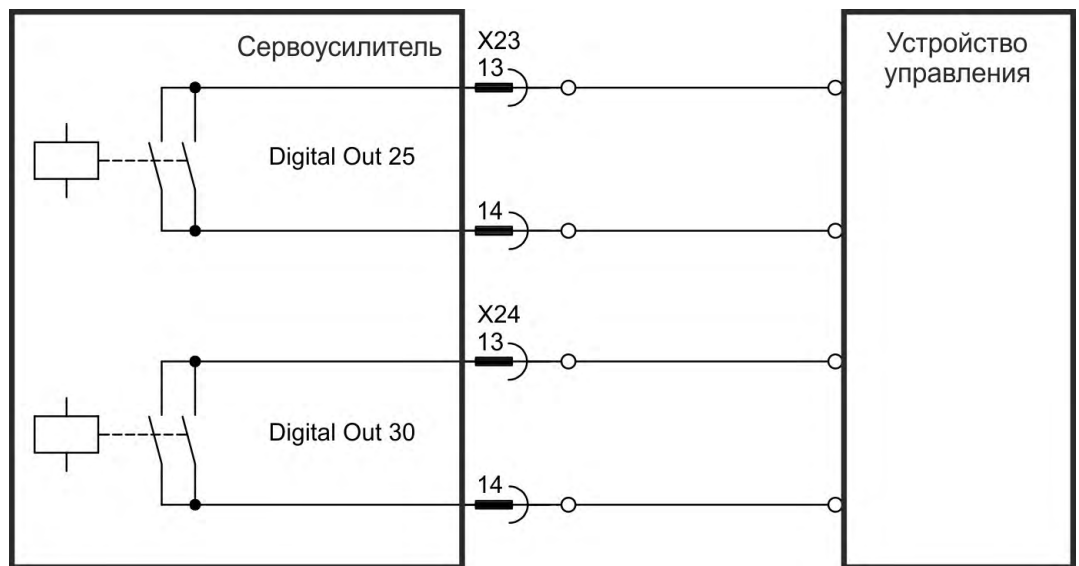 Сервоусилитель
X23
13
Устройство
управления
Digital Out 25
14
X24
13
Digital Out 30
14